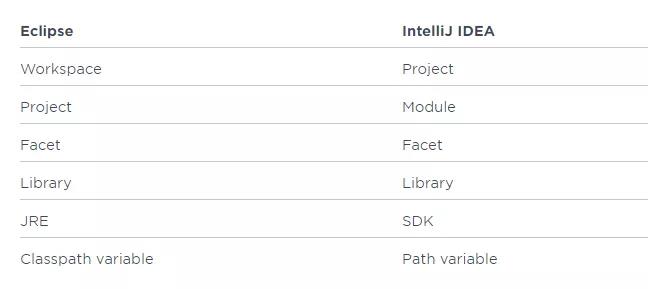 Eclipse IntelliJ IDEA
Workspace Project
Project Module
Facet Facet
Library Library
JRE SDK
Classpath variable Path variable